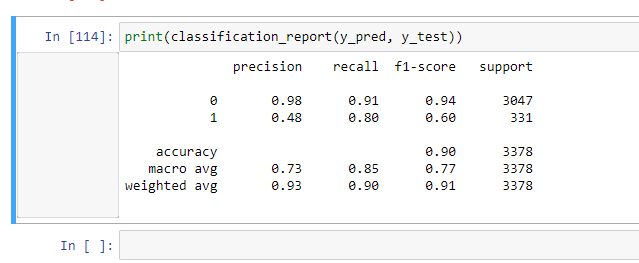 In [114]: print(classification_report(y_pred, y_test))
precision recall f1-score support
0 0.98 0.91 0.94 3047
1 0.48 0.80 0.60 331
accuracy 0.90 3378
macro avg 0.73 0.85 0.77 3378
weighted avg 0.93 0.90 0.91 3378
In [ ]: